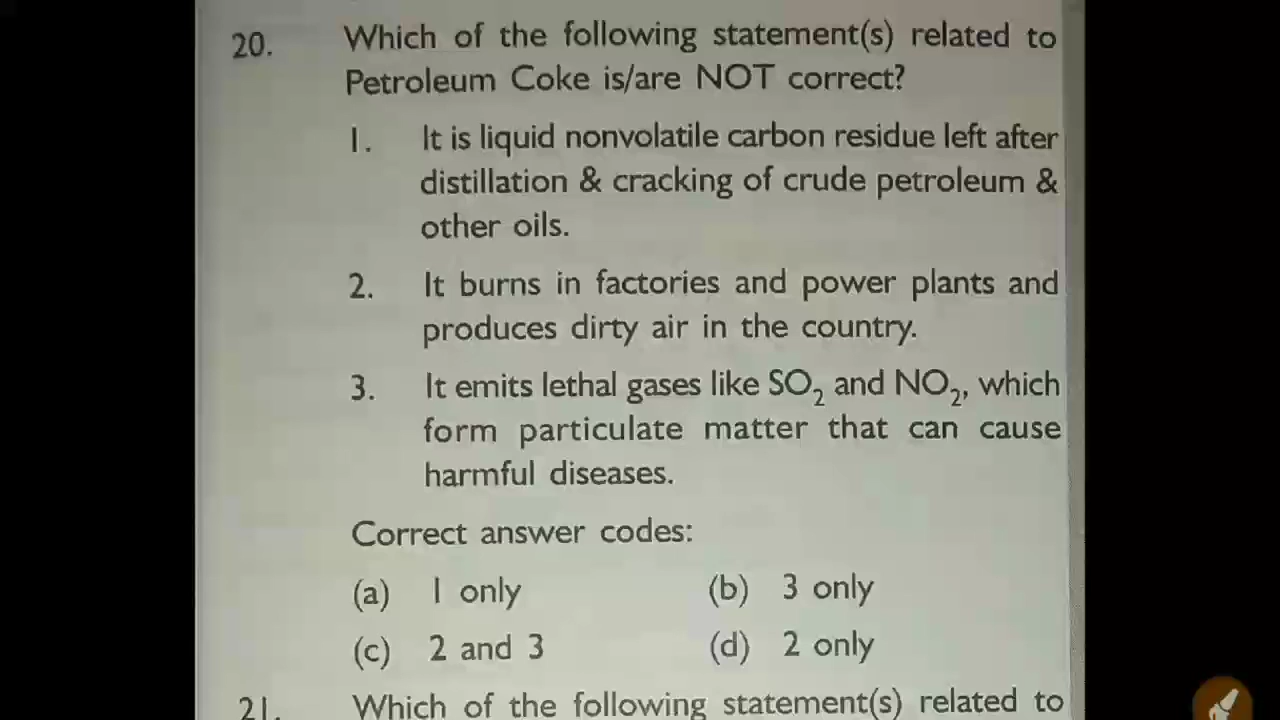 20. Which of the following statement(s) related to
Petroleum Coke is/are NOT correct?
1. It is liquid nonvolatile carbon residue left after
distillation & cracking of crude petroleum &
other oils.
2. It burns in factories and power plants and
produces dirty air in the country.
3. It emits lethal gases like SO₂ and NO₂, which
form particulate matter that can cause
harmful diseases.
Correct answer codes:
(a) 1 only (b) 3 only
(c) 2 and 3 (d) 2 only
21. Which of the following statement(s) related to